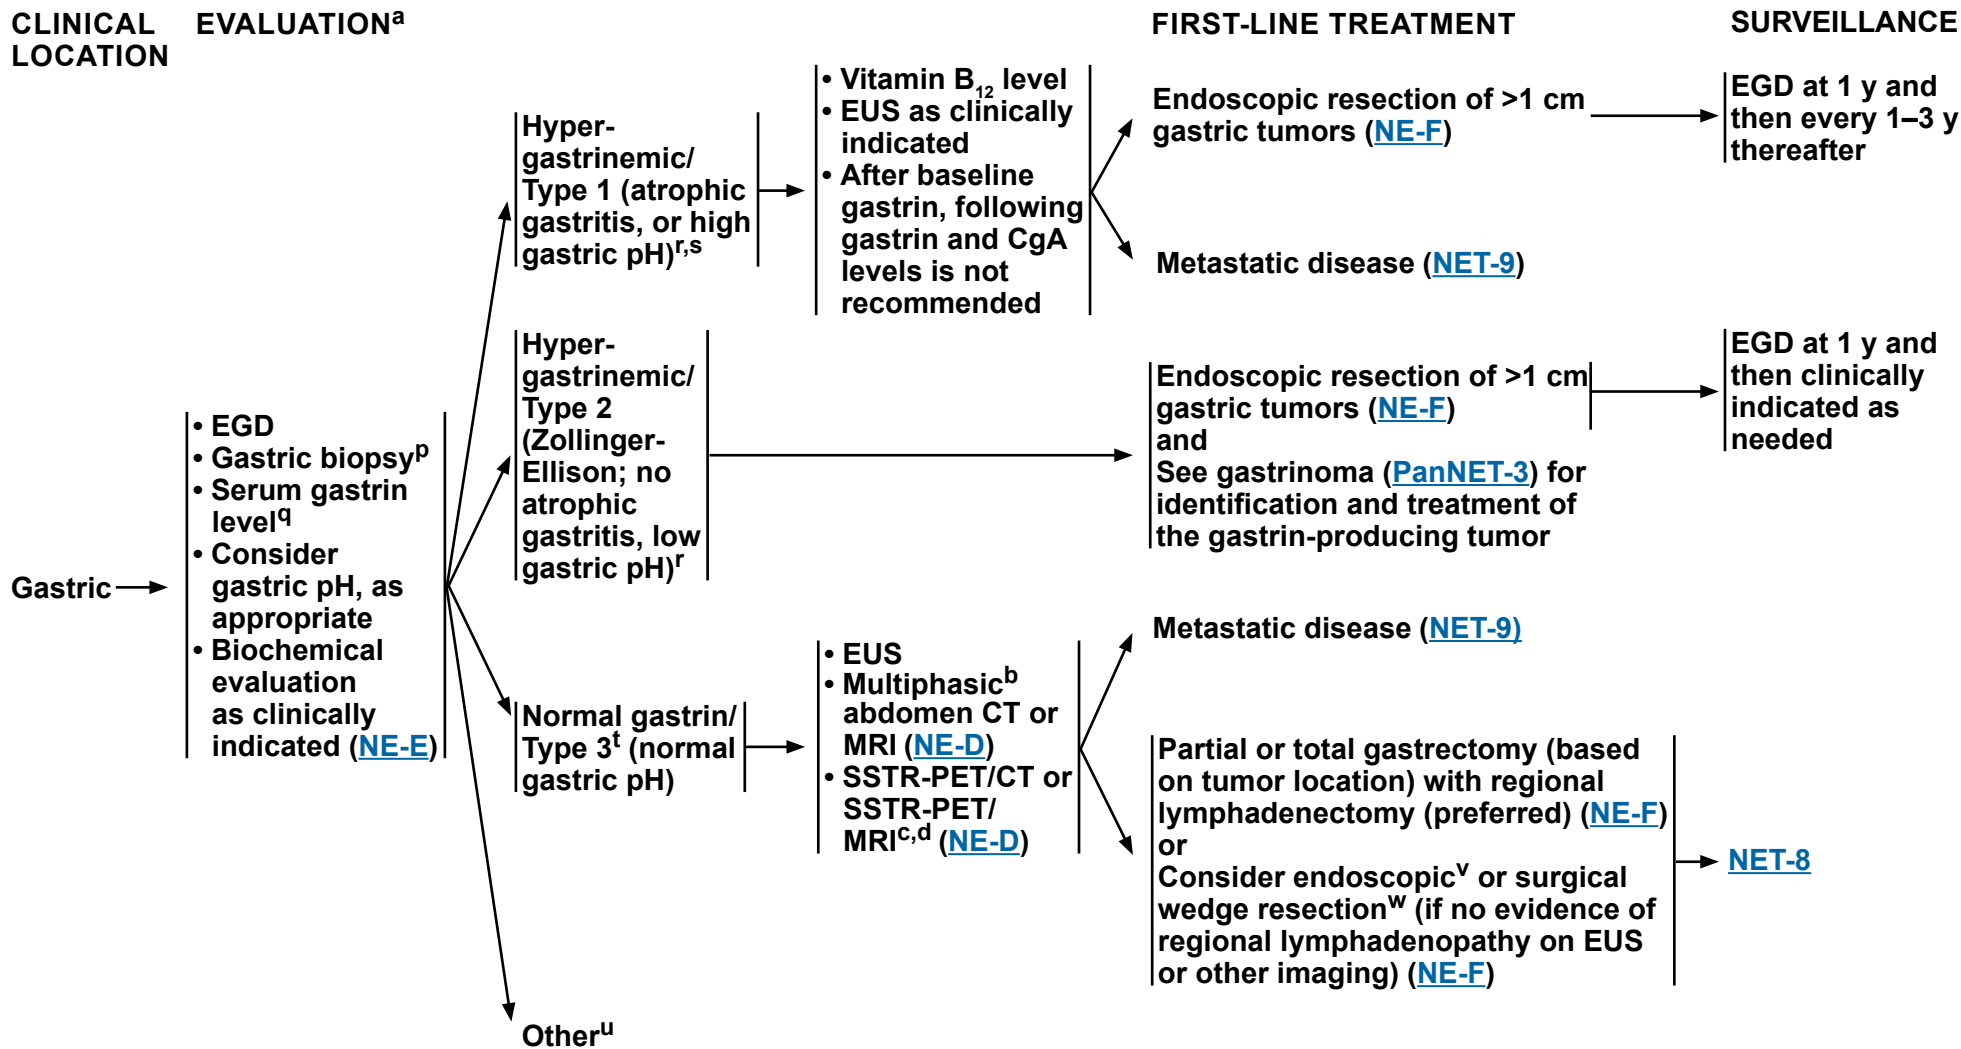 CLINICAL
LOCATION
EVALUATIONa
FIRST-LINE TREATMENT
SURVEILLANCE
Gastric
• EGD
• Gastric biopsyp
• Serum gastrin
levelq
• Consider
gastric pH, as
appropriate
• Biochemical
evaluation
as clinically
indicated (NE-E)
Hyper-
gastrinemic/
Type 1 (atrophic
gastritis, or high
gastric pH)r,s
• Vitamin B12 level
• EUS as clinically
indicated
• After baseline
gastrin, following
gastrin and CgA
levels is not
recommended
Endoscopic resection of >1 cm
gastric tumors (NE-F)
EGD at 1 y and
then every 1–3 y
thereafter
Metastatic disease (NET-9)
Hyper-
gastrinemic/
Type 2
(Zollinger-
Ellison; no
atrophic
gastritis, low
gastric pH)r
Endoscopic resection of >1 cm
gastric tumors (NE-F)
and
See gastrinoma (PanNET-3) for
identification and treatment of
the gastrin-producing tumor
EGD at 1 y and
then clinically
indicated as
needed
Normal gastrin/
Type 3t (normal
gastric pH)
• EUS
• Multiphasicb
abdomen CT or
MRI (NE-D)
• SSTR-PET/CT or
SSTR-PET/
MRIc,d (NE-D)
Metastatic disease (NET-9)
Partial or total gastrectomy (based
on tumor location) with regional
lymphadenectomy (preferred) (NE-F)
or
Consider endoscopicv or surgical
wedge resectionw (if no evidence of
regional lymphadenopathy on EUS
or other imaging) (NE-F)
NET-8
Otheru